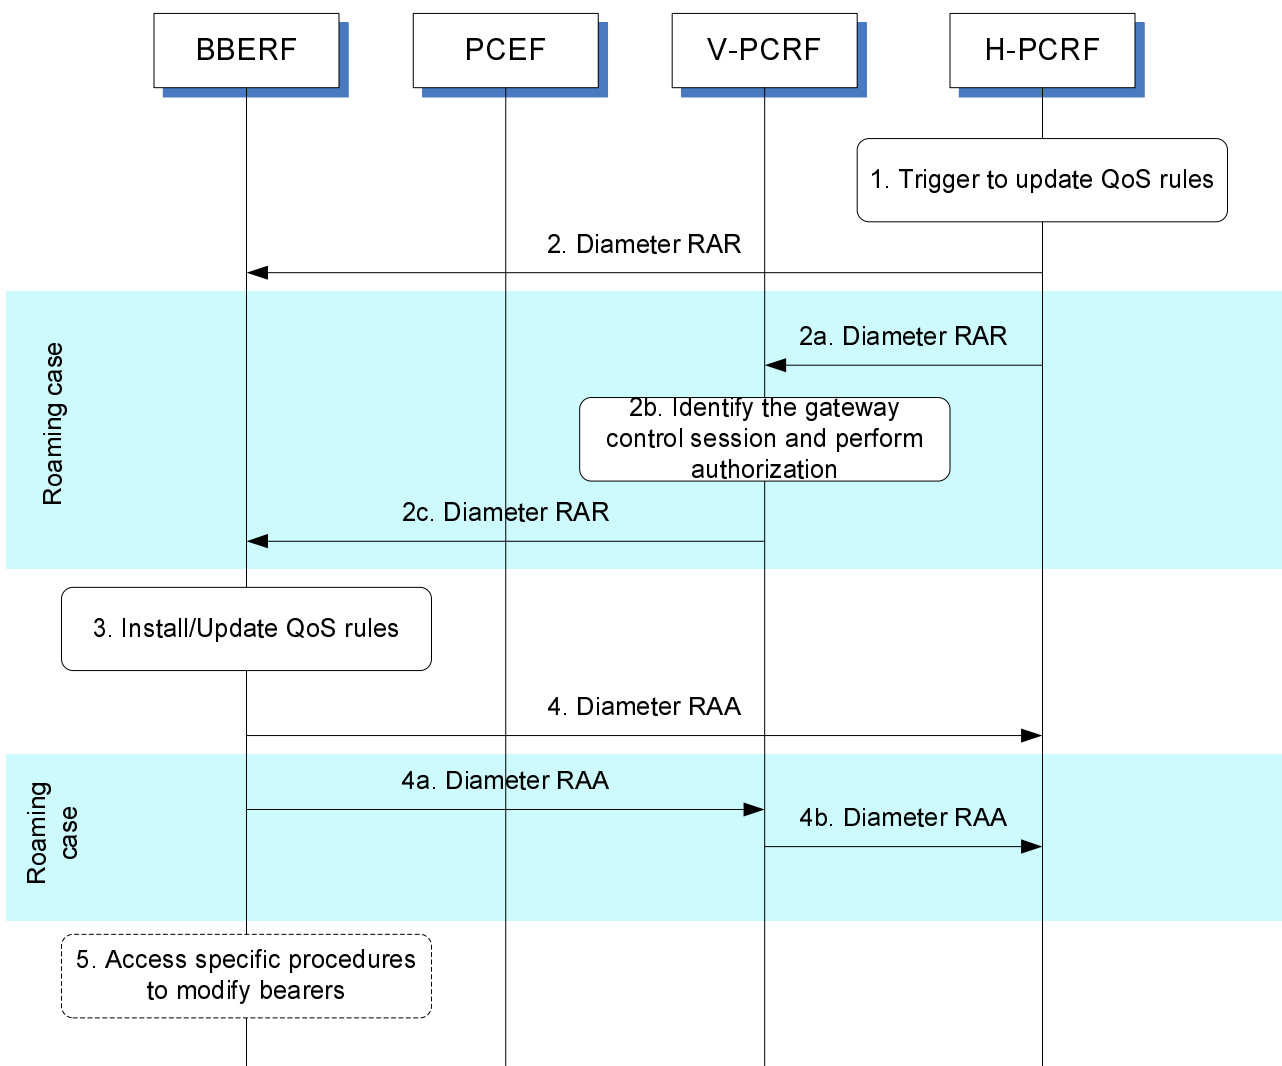 BBERF
PCEF
V-PCRF
H-PCRF
1. Trigger to update QoS rules
2. Diameter RAR
Roaming case
2a. Diameter RAR
2b. Identify the gateway
control session and perform
authorization
2c. Diameter RAR
3. Install/Update QoS rules
4. Diameter RAA
Roaming
case
4a. Diameter RAA
4b. Diameter RAA
5. Access specific procedures
to modify bearers